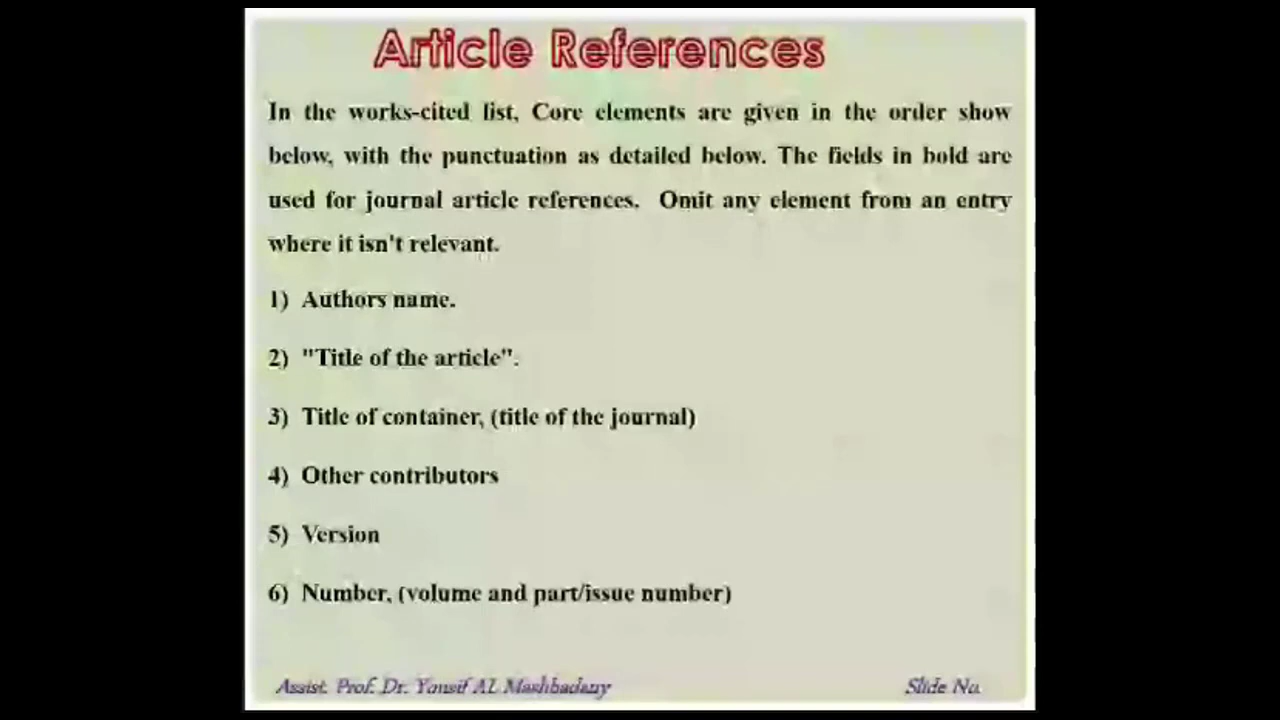 Article References
In the works-cited list, Core elements are given in the order show
below, with the punctuation as detailed below. The fields in bold are
used for journal article references. Omit any element from an entry
where it isn't relevant.
1) Authors name.
2) "Title of the article".
3) Title of container, (title of the journal)
4) Other contributors
5) Version
6) Number, (volume and part/issue number)
Assist. Prof. Dr. Yousif AL Mashhadany
Slide No.